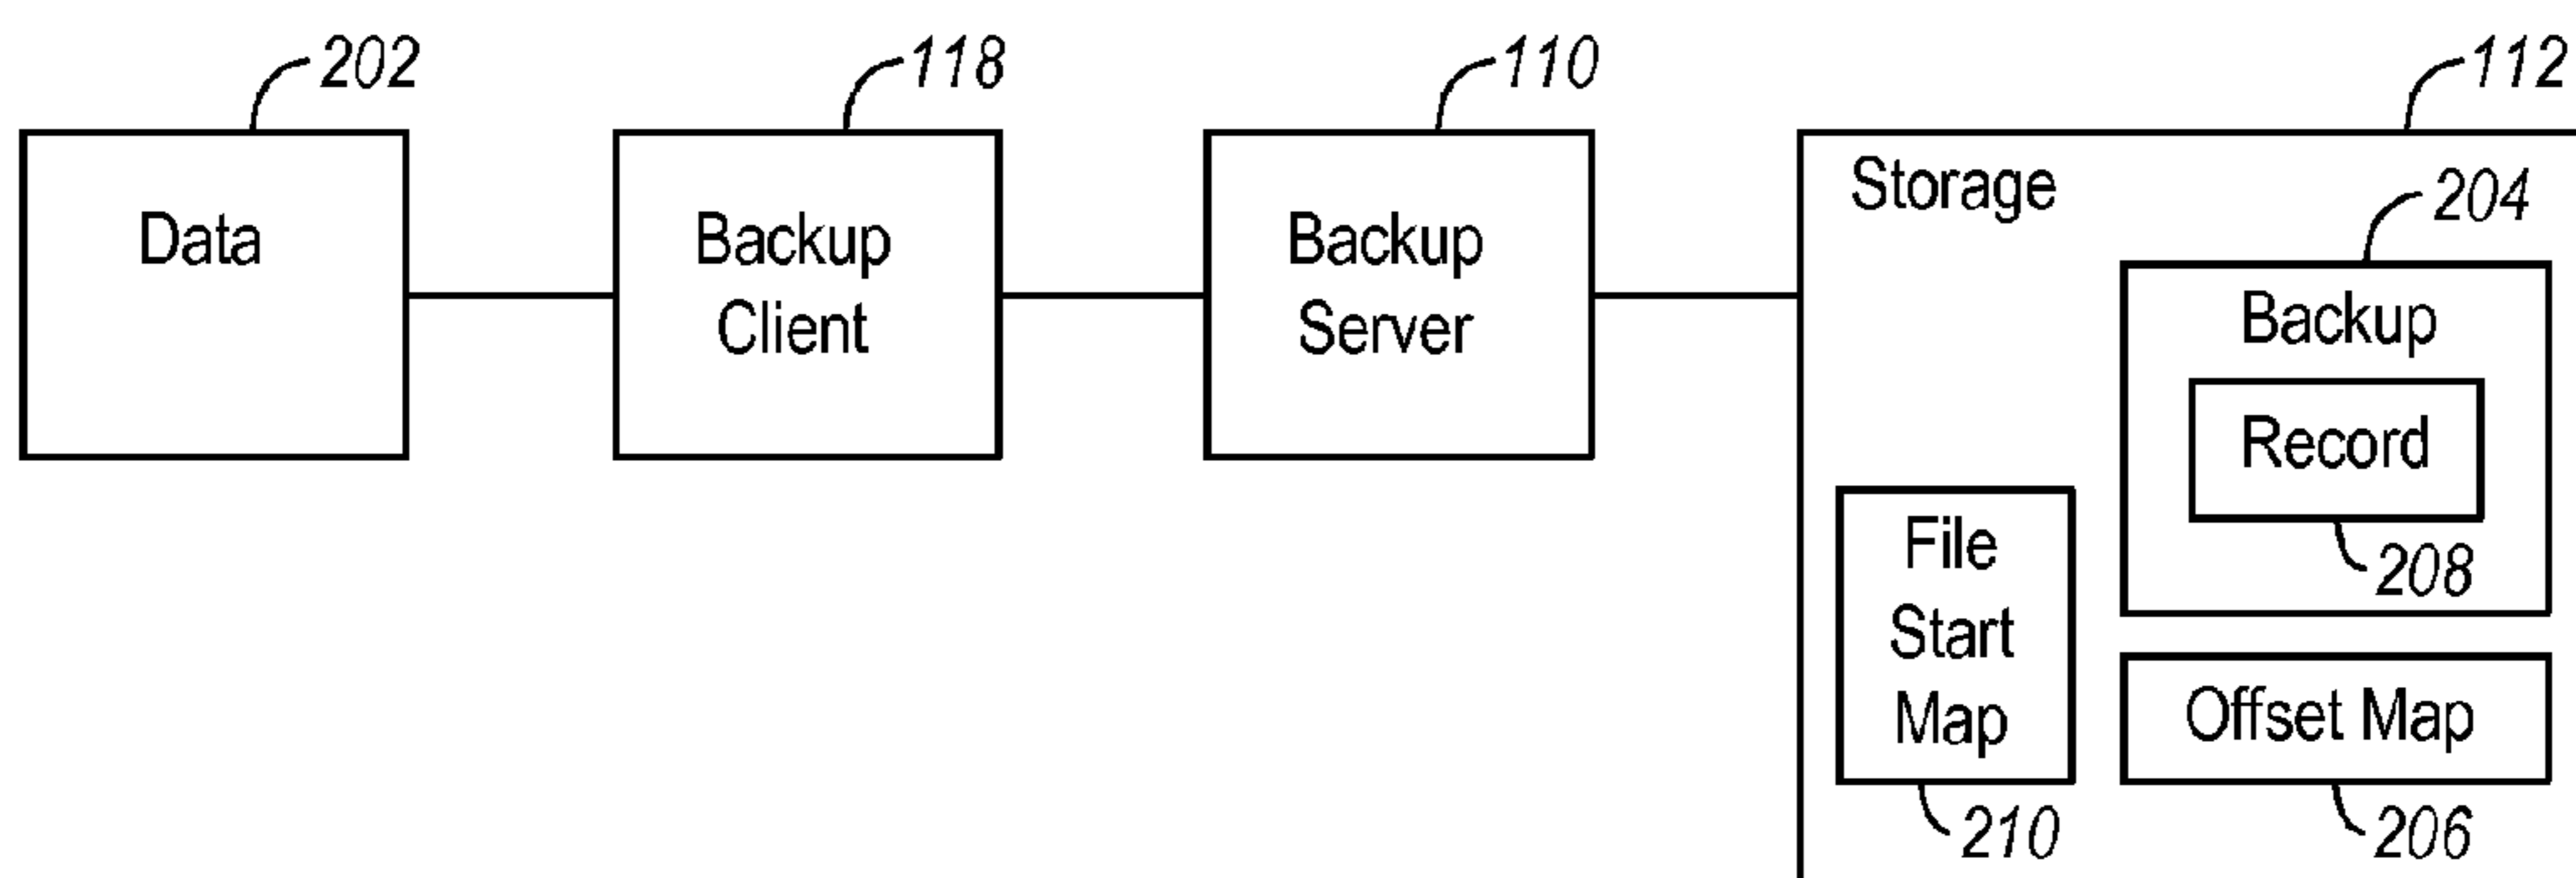 202
118
110
112
Data
Backup
Client
Backup
Server
Storage
204
Backup
Record
208
File
Start
Map
210
Offset Map
206